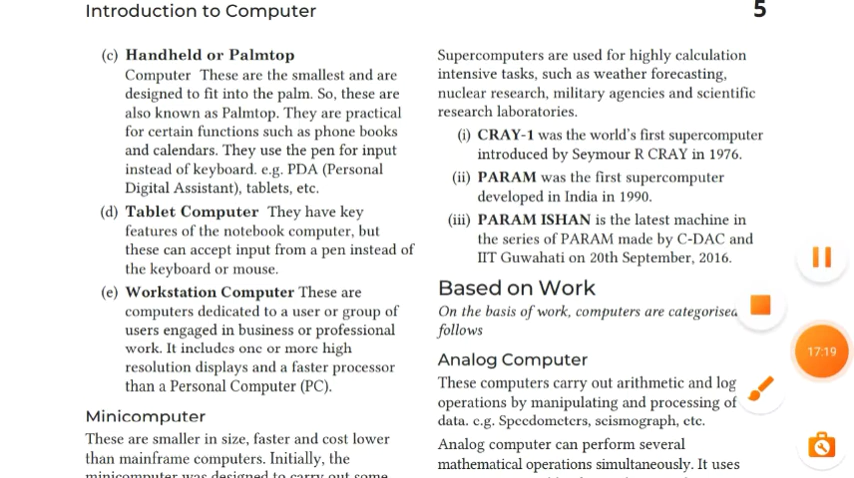 Introduction to Computer
5
(c) Handheld or Palmtop
Computer These are the smallest and are
designed to fit into the palm. So, these are
also known as Palmtop. They are practical
for certain functions such as phone books
and calendars. They use the pen for input
instead of keyboard. e.g. PDA (Personal
Digital Assistant), tablets, etc.
(d) Tablet Computer They have key
features of the notebook computer, but
these can accept input from a pen instead of
the keyboard or mouse.
(e) Workstation Computer These are
computers dedicated to a user or group of
users engaged in business or professional
work. It includes one or more high
resolution displays and a faster processor
than a Personal Computer (PC).
Minicomputer
These are smaller in size, faster and cost lower
than mainframe computers. Initially, the
minicomputer was designed to carry out some
Supercomputers are used for highly calculation
intensive tasks, such as weather forecasting,
nuclear research, military agencies and scientific
research laboratories.
(i) CRAY-1 was the world's first supercomputer
introduced by Seymour R CRAY in 1976.
(ii) PARAM was the first supercomputer
developed in India in 1990.
(iii) PARAM ISHAN is the latest machine in
the series of PARAM made by C-DAC and
IIT Guwahati on 20th September, 2016.
Based on Work
On the basis of work, computers are categorised
follows
Analog Computer
These computers carry out arithmetic and log
operations by manipulating and processing of
data. e.g. Speedometers, seismograph, etc.
Analog computer can perform several
mathematical operations simultaneously. It uses
17:19